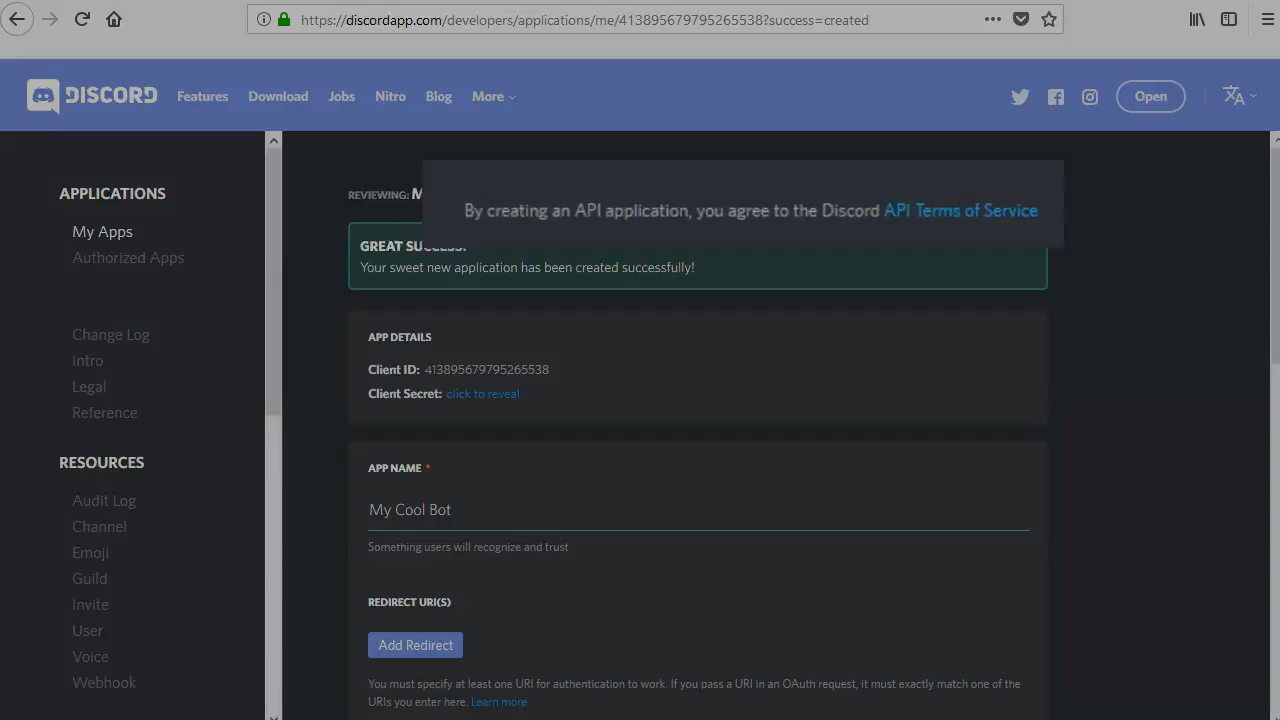 https://discordapp.com/developers/applications/me/413895679795265538?success=created
DISCORD
Features
Download
Jobs
Nitro
Blog
More
Open
APPLICATIONS
My Apps
Authorized Apps
Change Log
Intro
Legal
Reference
RESOURCES
Audit Log
Channel
Emoji
Guild
Invite
User
Voice
Webhook
REVIEWING: M
By creating an API application, you agree to the Discord API Terms of Service
GREAT SUCCESS!
Your sweet new application has been created successfully!
APP DETAILS
Client ID: 413895679795265538
Client Secret: click to reveal
APP NAME *
My Cool Bot
Something users will recognize and trust
REDIRECT URI(S)
Add Redirect
You must specify at least one URI for authentication to work. If you pass a URI in an OAuth request, it must exactly match one of the
URIs you enter here. Learn more